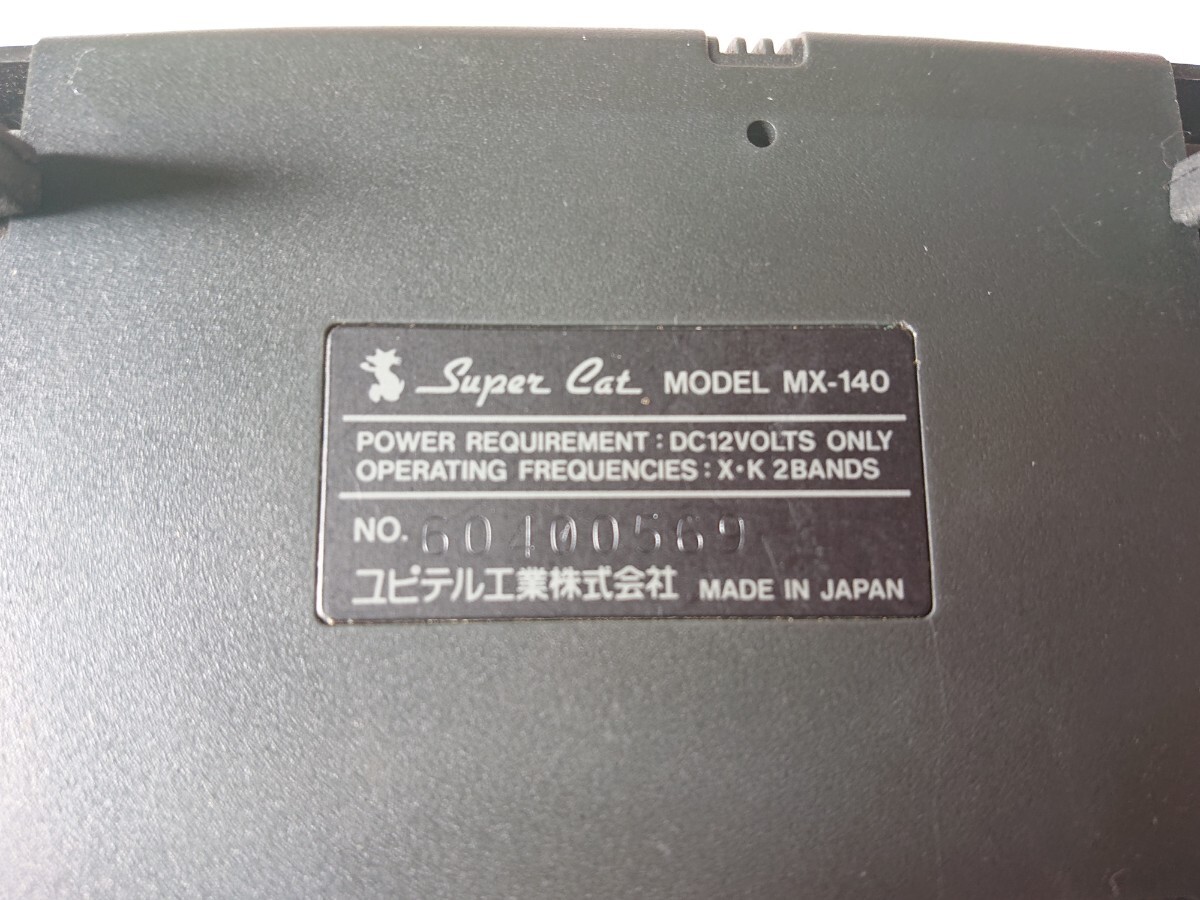 Super Cat MODEL MX-140
POWER REQUIREMENT : DC12VOLTS ONLY
OPERATING FREQUENCIES : X·K 2BANDS
NO. 60400569
ユピテル工業株式会社 MADE IN JAPAN